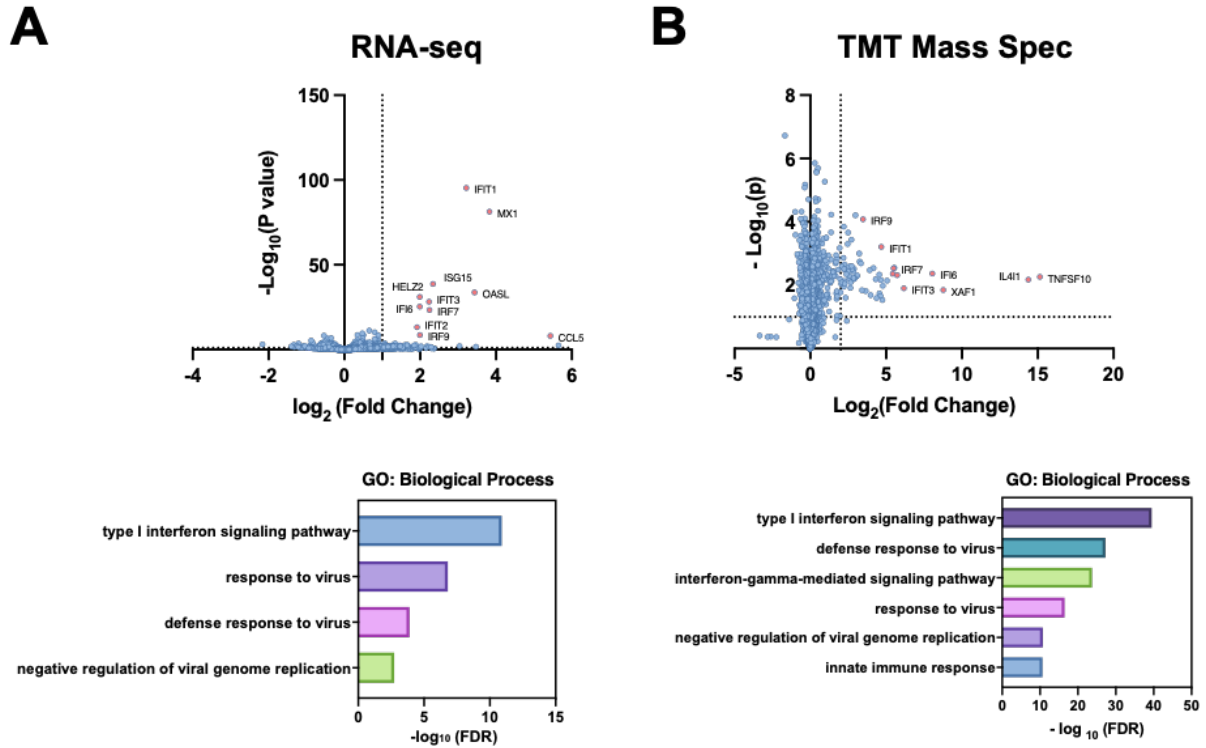 A
RNA-seq
150
100
50
-Log10(P value)
IFIT1
MX1
ISG15
HELZ2
OASL
IFIT3
IFI6
IRF7
IFIT2
IRF9
CCL5
-4 -2 0 2 4 6
log2 (Fold Change)
GO: Biological Process
type I interferon signaling pathway
response to virus
defense response to virus
negative regulation of viral genome replication
0 5 10 15
-log10 (FDR)
B
TMT Mass Spec
8
6
4
2
- Log10(p)
IRF9
IFIT1
IRF7
IFI6
IL4I1
TNFSF10
IFIT3
XAF1
-5 0 5 10 15 20
Log2(Fold Change)
GO: Biological Process
type I interferon signaling pathway
defense response to virus
interferon-gamma-mediated signaling pathway
response to virus
negative regulation of viral genome replication
innate immune response
0 10 20 30 40 50
- log 10 (FDR)